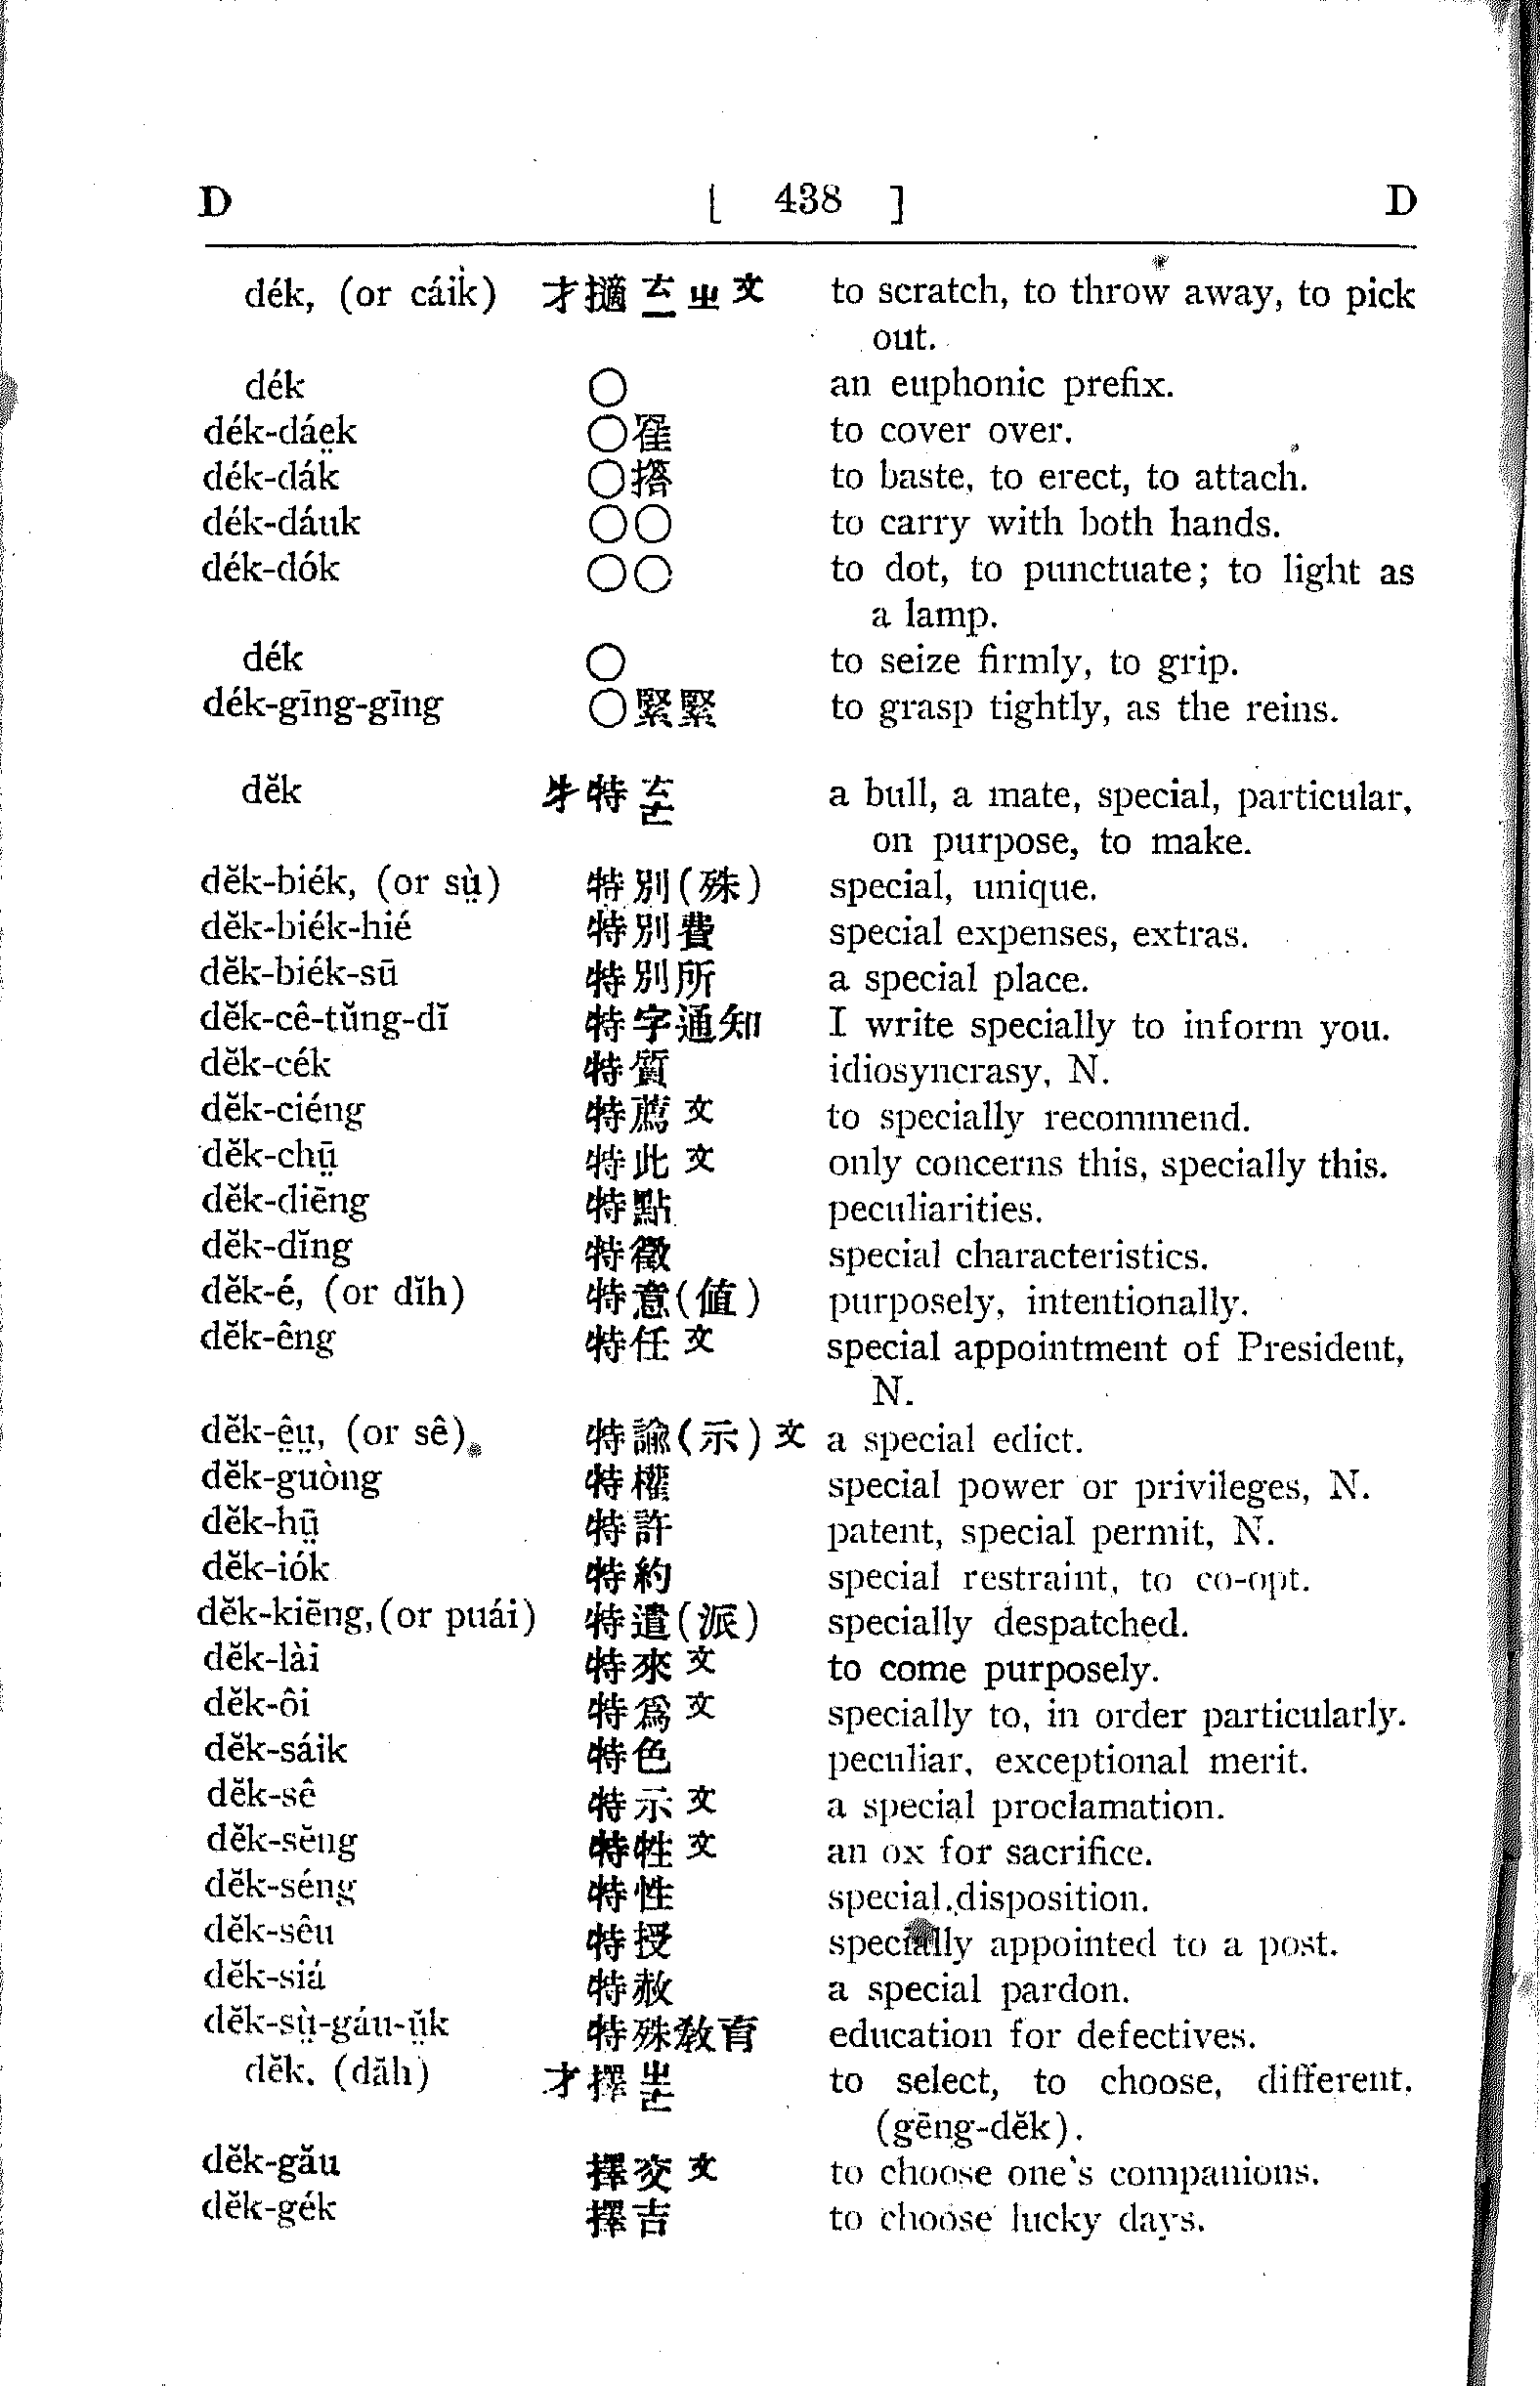 D [ 438 ] D
dék, (or cáik) 才擿 文 to scratch, to throw away, to pick
out.
dék ○ an euphonic prefix.
dék-dáe̤k ○ to cover over.
dék-dák ○搭 to baste, to erect, to attach.
dék-dáuk ○○ to carry with both hands.
dék-dók ○○ to dot, to punctuate; to light as
a lamp.
dék ○ to seize firmly, to grip.
dék-gīng-gīng ○緊緊 to grasp tightly, as the reins.
dĕk 牛特 a bull, a mate, special, particular,
on purpose, to make.
dĕk-biék, (or sṳ̀) 特別(殊) special, unique.
dĕk-biék-hié 特別費 special expenses, extras.
dĕk-biék-sū 特別所 a special place.
dĕk-cê-tŭng-dĭ 特字通知 I write specially to inform you.
dĕk-cék 特質 idiosyncrasy, N.
dĕk-ciéng 特薦文 to specially recommend.
dĕk-chṳ̄ 特此文 only concerns this, specially this.
dĕk-diēng 特點 peculiarities.
dĕk-dĭng 特徵 special characteristics.
dĕk-é, (or dĭh) 特意(値) purposely, intentionally.
dĕk-êng 特任文 special appointment of President,
N.
dĕk-ê̤ṳ, (or sê) 特諭(示)文 a special edict.
dĕk-guòng 特權 special power or privileges, N.
dĕk-hṳ̄ 特許 patent, special permit, N.
dĕk-iók 特約 special restraint, to co-opt.
dĕk-kiēng, (or puái) 特遣(派) specially despatched.
dĕk-lài 特來文 to come purposely.
dĕk-ôi 特爲文 specially to, in order particularly.
dĕk-sáik 特色 peculiar, exceptional merit.
dĕk-sê 特示文 a special proclamation.
dĕk-sĕng 特牲文 an ox for sacrifice.
dĕk-séng 特性 special disposition.
dĕk-sêu 特授 specially appointed to a post.
dĕk-siá 特赦 a special pardon.
dĕk-sṳ̀-gáu-ṳ̆k 特殊敎育 education for defectives.
dĕk, (dăh) 才擇 to select, to choose, different.
(gēng-dĕk).
dĕk-gău 擇交文 to choose one's companions.
dĕk-gék 擇吉 to choose lucky days.